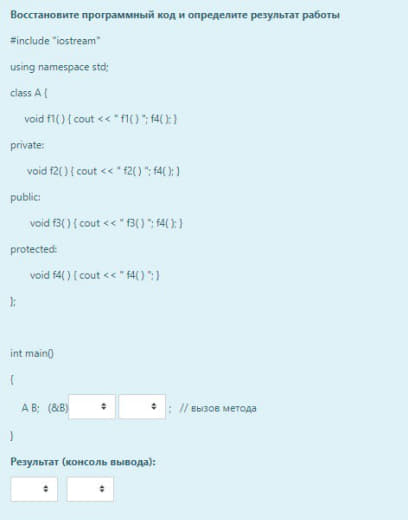 Восстановите программный код и определите результат работы
#include "iostream"
using namespace std;
class A {
void f1( ) { cout << " f1( ) "; f4( ); }
private:
void f2( ) { cout << " f2( ) "; f4( ); }
public:
void f3( ) { cout << " f3( ) "; f4( ); }
protected:
void f4( ) { cout << " f4( ) "; }
};
int main()
{
A B; (&B) ; // вызов метода
}
Результат (консоль вывода):